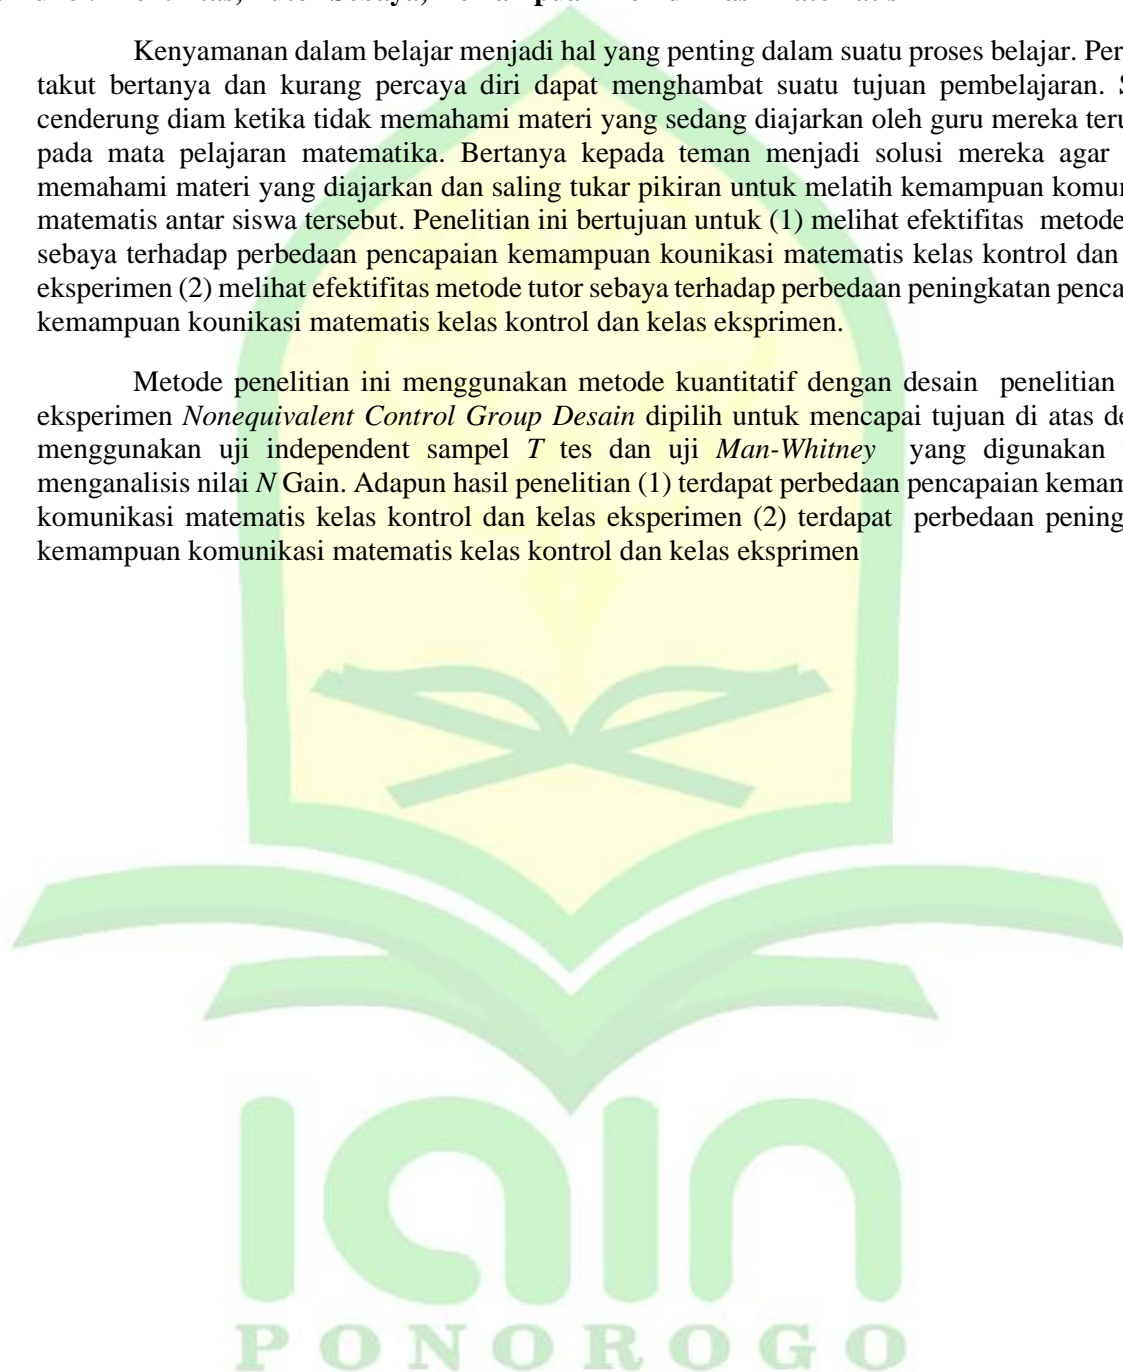 Kenyamanan dalam belajar menjadi hal yang penting dalam suatu proses belajar. Per
takut bertanya dan kurang percaya diri dapat menghambat suatu tujuan pembelajaran. S
cenderung diam ketika tidak memahami materi yang sedang diajarkan oleh guru mereka teru
pada mata pelajaran matematika. Bertanya kepada teman menjadi solusi mereka agar
memahami materi yang diajarkan dan saling tukar pikiran untuk melatih kemampuan komu
matematis antar siswa tersebut. Penelitian ini bertujuan untuk (1) melihat efektifitas metode
sebaya terhadap perbedaan pencapaian kemampuan kounikasi matematis kelas kontrol dan
eksperimen (2) melihat efektifitas metode tutor sebaya terhadap perbedaan peningkatan penca
kemampuan kounikasi matematis kelas kontrol dan kelas eksprimen.
Metode penelitian ini menggunakan metode kuantitatif dengan desain penelitian
eksperimen Nonequivalent Control Group Desain dipilih untuk mencapai tujuan di atas de
menggunakan uji independent sampel T tes dan uji Man-Whitney yang digunakan
menganalisis nilai N Gain. Adapun hasil penelitian (1) terdapat perbedaan pencapaian kemam
komunikasi matematis kelas kontrol dan kelas eksperimen (2) terdapat perbedaan pening
kemampuan komunikasi matematis kelas kontrol dan kelas eksprimen
iain
PONOROGO